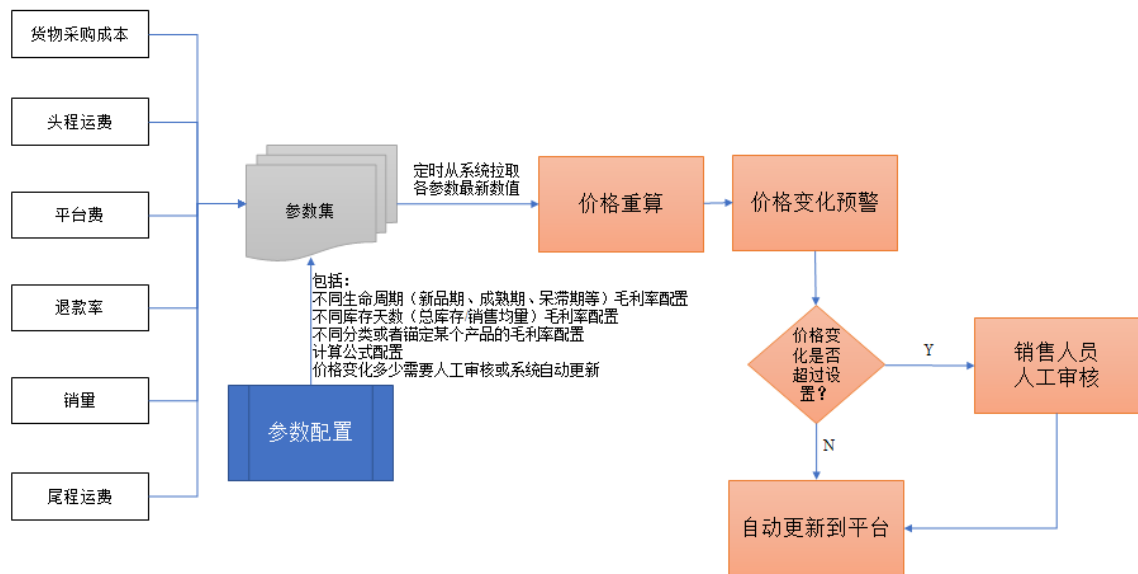 货物采购成本
头程运费
平台费
退款率
销量
尾程运费
参数集
定时从系统拉取
各参数最新数值
包括：
不同生命周期（新品期、成熟期、呆滞期等）毛利率配置
不同库存天数（总库存/销售均量）毛利率配置
不同分类或者锚定某个产品的毛利率配置
计算公式配置
价格变化多少需要人工审核或系统自动更新
参数配置
价格重算
价格变化预警
价格变
化是否
超过设
置？
Y
销售人员
人工审核
N
自动更新到平台